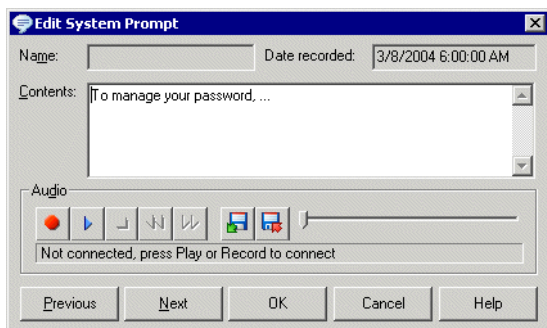 Edit System Prompt
Name: Date recorded: 3/8/2004 6:00:00 AM
Contents: To manage your password, ...
Audio
Not connected, press Play or Record to connect
Previous Next OK Cancel Help